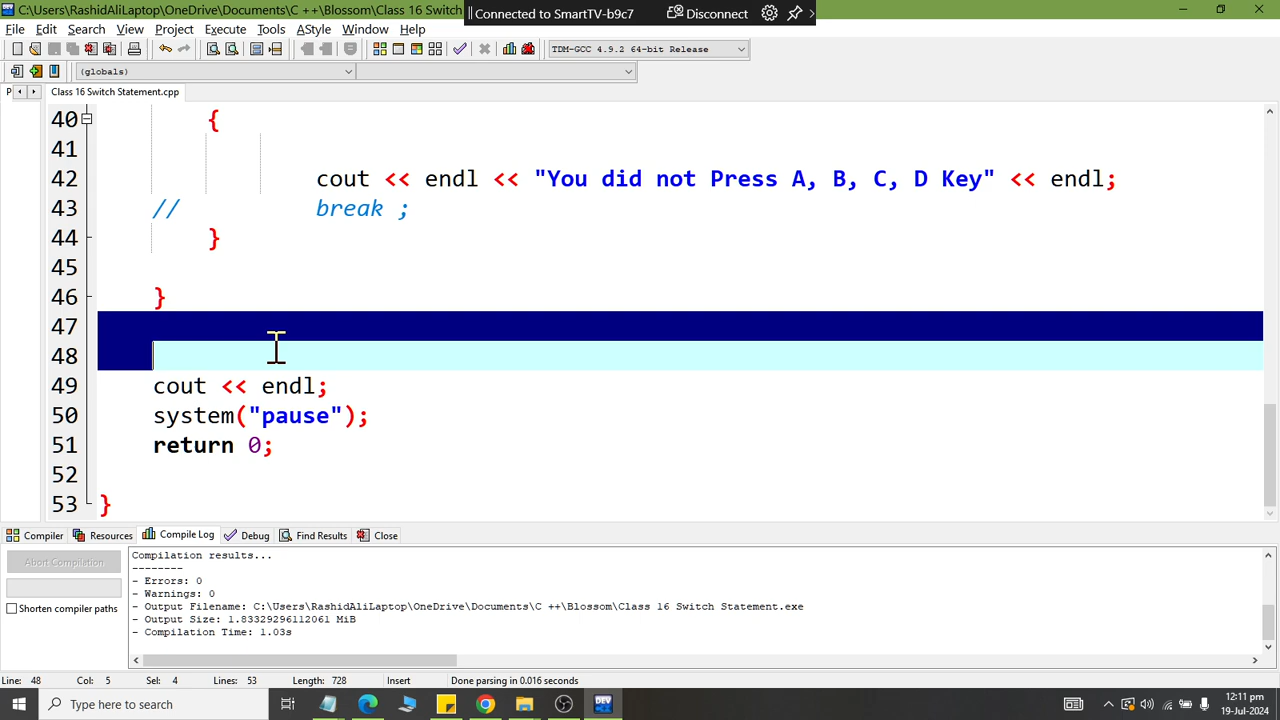 C:\Users\RashidAliLaptop\OneDrive\Documents\C ++\Blossom\Class 16 Switch
Connected to SmartTV-b9c7 Disconnect
File Edit Search View Project Execute Tools AStyle Window Help
TDM-GCC 4.9.2 64-bit Release
(globals)
P Class 16 Switch Statement.cpp
40 {
41
42 cout << endl << "You did not Press A, B, C, D Key" << endl;
43 // break ;
44 }
45
46 }
47
48
49 cout << endl;
50 system("pause");
51 return 0;
52
53 }
Compiler Resources Compile Log Debug Find Results Close
Abort Compilation
Shorten compiler paths
Compilation results...
--------
- Errors: 0
- Warnings: 0
- Output Filename: C:\Users\RashidAliLaptop\OneDrive\Documents\C ++\Blossom\Class 16 Switch Statement.exe
- Output Size: 1.83329296112061 MiB
- Compilation Time: 1.03s
Line: 48 Col: 5 Sel: 4 Lines: 53 Length: 728 Insert Done parsing in 0.016 seconds
Type here to search
DEV
12:11 pm
19-Jul-2024